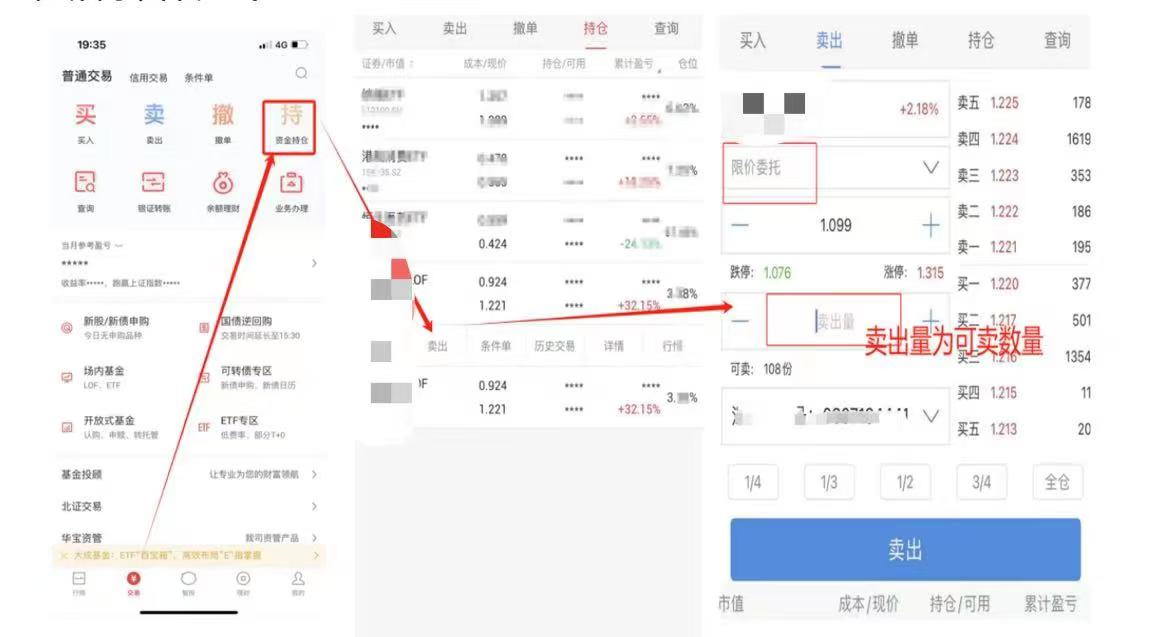 19:35
4G
普通交易 信用交易 条件单
买 卖 撤 持
买入 卖出 撤单 资金持仓
查询 银证转账 余额理财 业务办理
当月参考盈亏
*****
收益率*****，跑赢上证指数*****
新股/新债申购 国债逆回购
今日无申购品种 交易时间延长至15:30
场内基金 可转债专区
LOF、ETF 新债申购、新债日历
开放式基金 ETF ETF专区
认购、申赎、转托管 低费率，部分T+0
基金投顾 让专业为您的财富领航
北证交易
华宝资管 我司资管产品
大成基金：ETF"百宝箱"，高效布局"E"指掌握
行情 交易 理财 我的
买入 卖出 撤单 持仓 查询
证券/市值 成本/现价 持仓/可用 累计盈亏 仓位
****
**** ****
****
0.424 ****
OF 0.924 **** ****
1.221 **** +32.15%
卖出 条件单 历史交易 详情 行情
OF 0.924 **** ****
1.221 **** +32.15%
买入 卖出 撤单 持仓 查询
+2.18%
限价委托
1.099
跌停: 1.076 涨停: 1.315
卖出量
卖出量为可卖数量
可卖: 108份
1/4 1/3 1/2 3/4 全仓
卖出
市值 成本/现价 持仓/可用 累计盈亏
卖五 1.225 178
卖四 1.224 1619
卖三 1.223 353
卖二 1.222 186
卖一 1.221 195
买一 1.220 377
买二 1.217 501
买三 1.216 1354
买四 1.215 11
买五 1.213 20